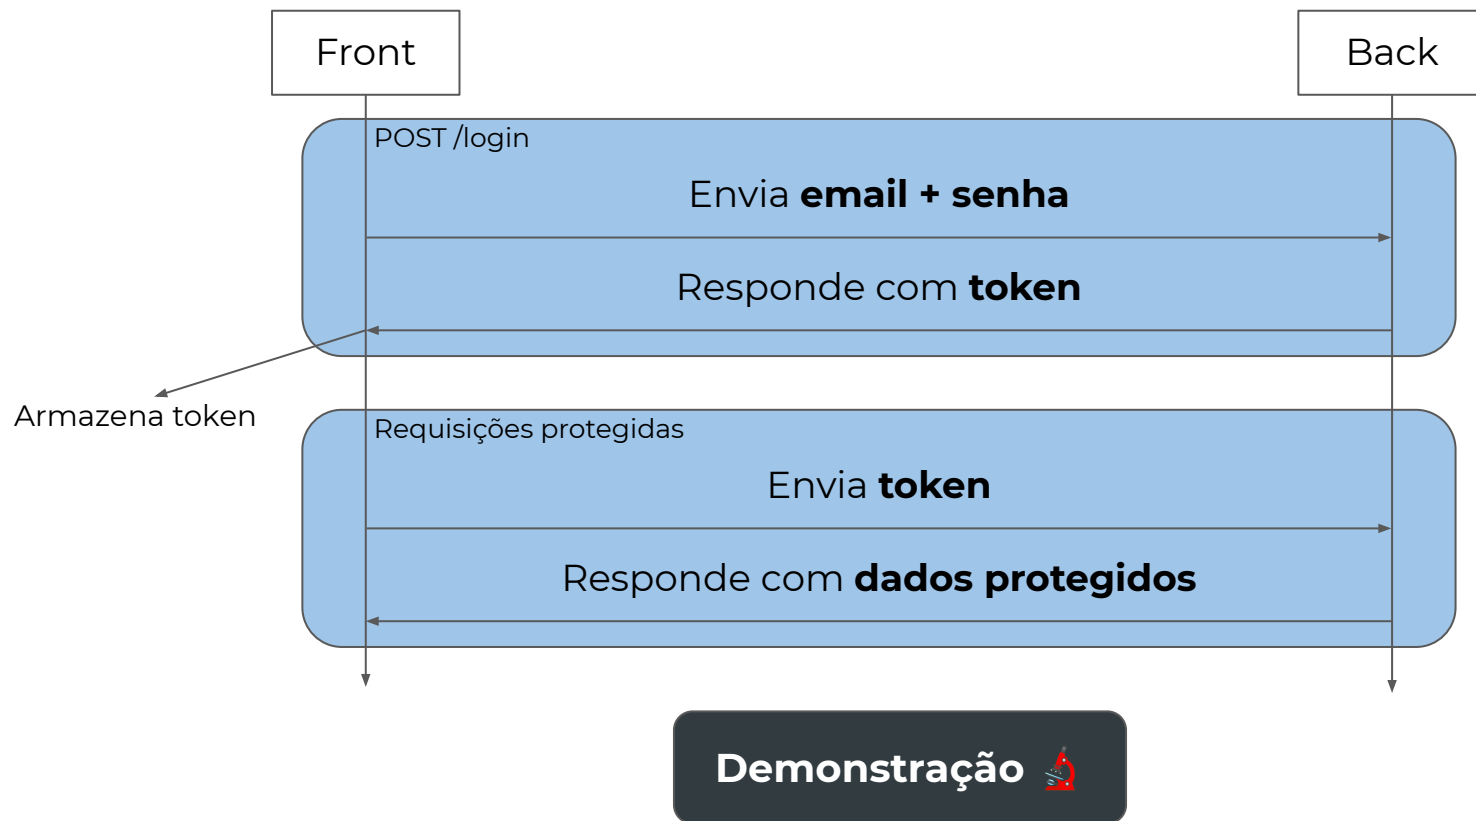 Front
Back
POST /login
Envia email + senha
Responde com token
Armazena token
Requisições protegidas
Envia token
Responde com dados protegidos
Demonstração 🔬